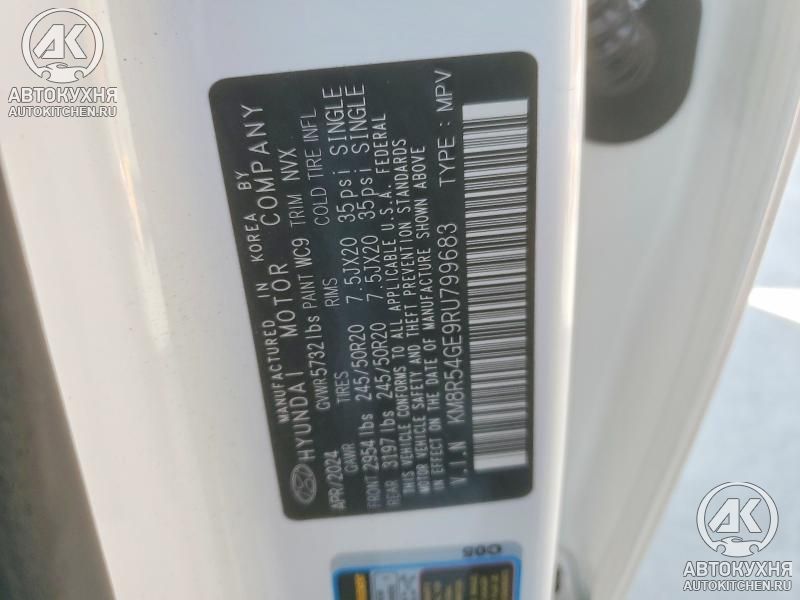 AK
АВТОКУХНЯ
AUTOKITCHEN.RU
MANUFACTURED IN KOREA BY
HYUNDAI MOTOR COMPANY
APR/2024 GVWR 5732 lbs PAINT WC9 TRIM NVX
GAWR TIRES RIMS COLD TIRE INFL
FRONT 2954 lbs 245/50R20 7.5JX20 35psi SINGLE
REAR 3197 lbs 245/50R20 7.5JX20 35psi SINGLE
THIS VEHICLE CONFORMS TO ALL APPLICABLE U.S.A. FEDERAL
MOTOR VEHICLE SAFETY AND THEFT PREVENTION STANDARDS
IN EFFECT ON THE DATE OF MANUFACTURE SHOWN ABOVE
V.I.N KM8R54GE9RU799683 TYPE : MPV
C05
AK
АВТОКУХНЯ
AUTOKITCHEN.RU